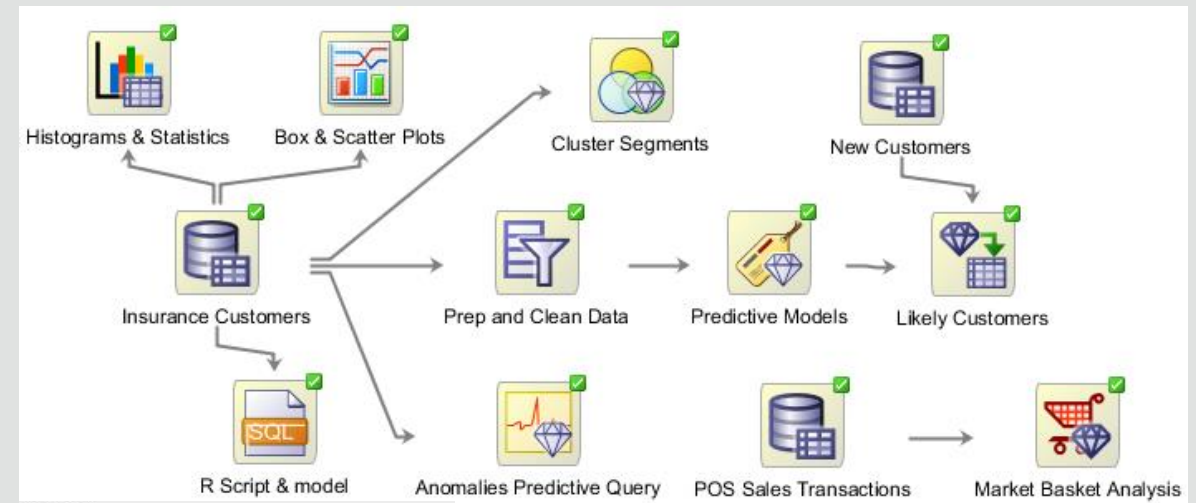 Histograms & Statistics
Box & Scatter Plots
Cluster Segments
New Customers
Insurance Customers
Prep and Clean Data
Predictive Models
Likely Customers
SQL
R Script & model
Anomalies Predictive Query
POS Sales Transactions
Market Basket Analysis